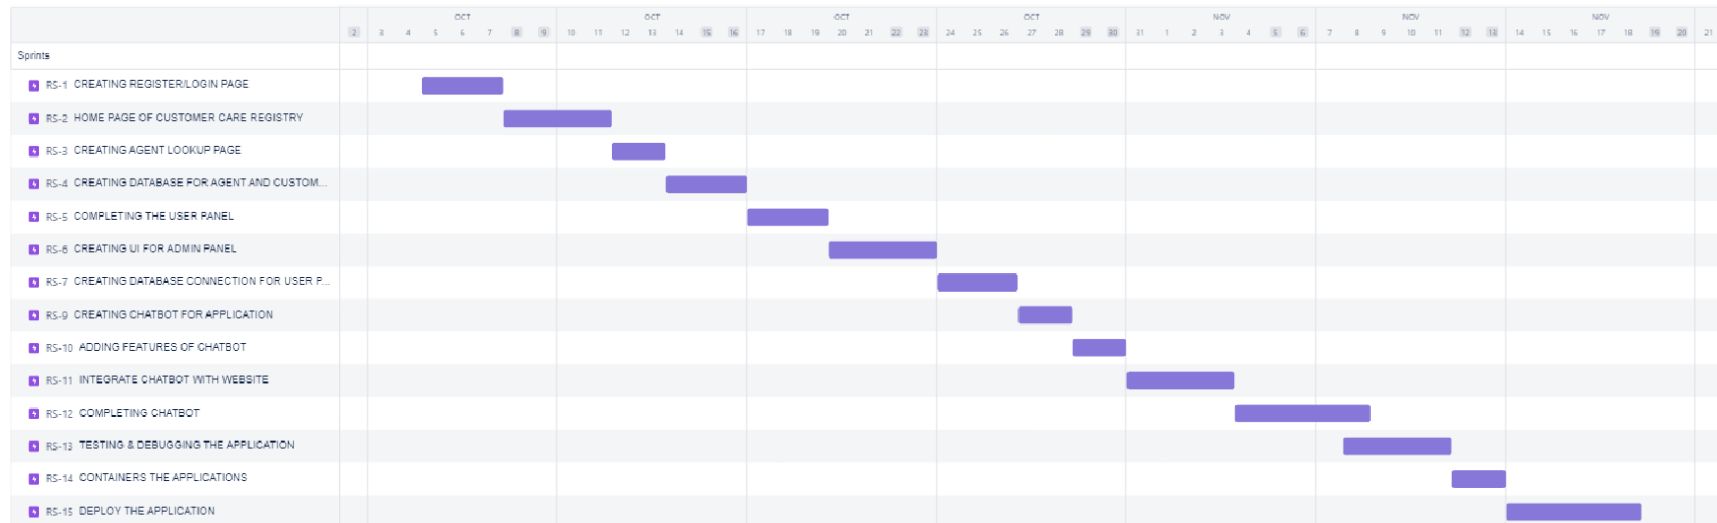 OCT OCT OCT OCT NOV NOV NOV
2 3 4 5 6 7 8 9 10 11 12 13 14 15 16 17 18 19 20 21 22 23 24 25 26 27 28 29 30 31 1 2 3 4 5 6 7 8 9 10 11 12 13 14 15 16 17 18 19 20 21
Sprints
RS-1 CREATING REGISTER/LOGIN PAGE
RS-2 HOME PAGE OF CUSTOMER CARE REGISTRY
RS-3 CREATING AGENT LOOKUP PAGE
RS-4 CREATING DATABASE FOR AGENT AND CUSTOM...
RS-5 COMPLETING THE USER PANEL
RS-6 CREATING UI FOR ADMIN PANEL
RS-7 CREATING DATABASE CONNECTION FOR USER P...
RS-9 CREATING CHATBOT FOR APPLICATION
RS-10 ADDING FEATURES OF CHATBOT
RS-11 INTEGRATE CHATBOT WITH WEBSITE
RS-12 COMPLETING CHATBOT
RS-13 TESTING & DEBUGGING THE APPLICATION
RS-14 CONTAINERS THE APPLICATIONS
RS-15 DEPLOY THE APPLICATION